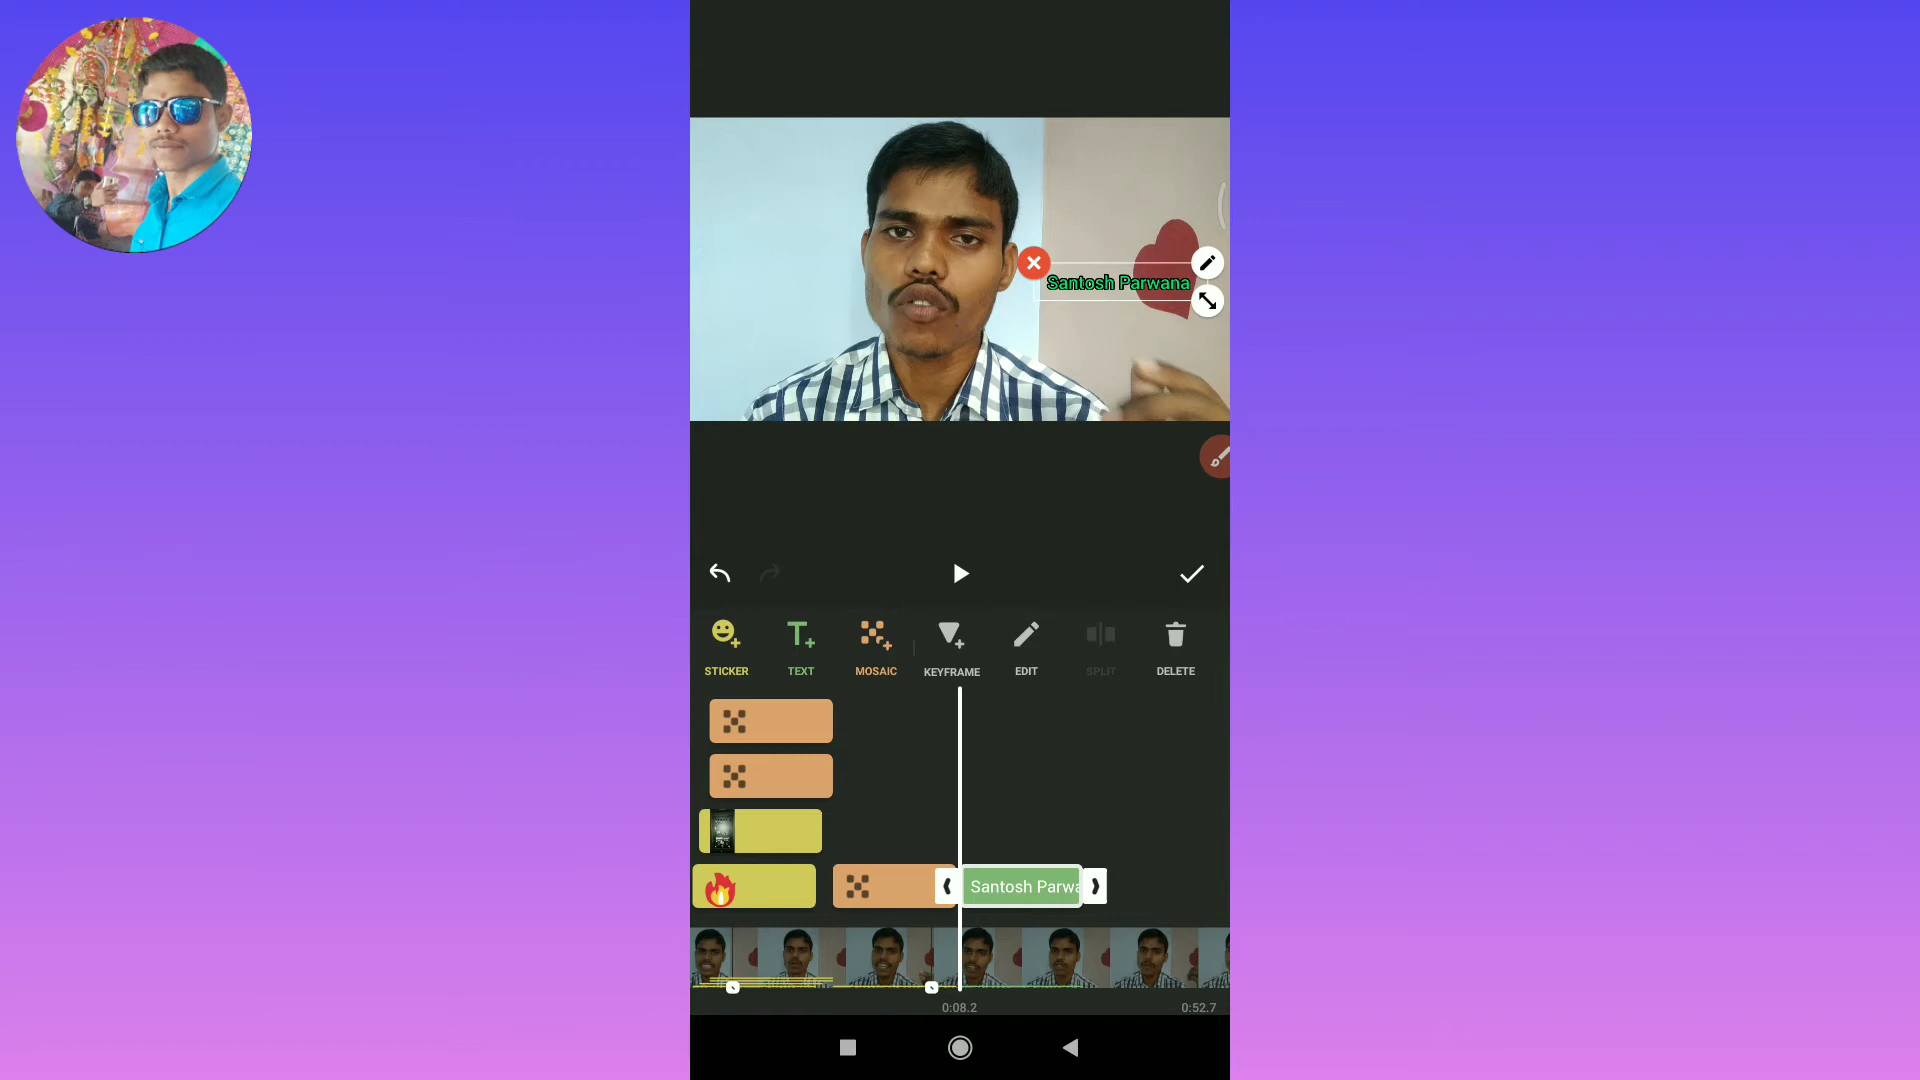 Santosh Parwana
STICKER
TEXT
MOSAIC
KEYFRAME
EDIT
SPLIT
DELETE
Santosh Parwa
0:08.2
0:52.7